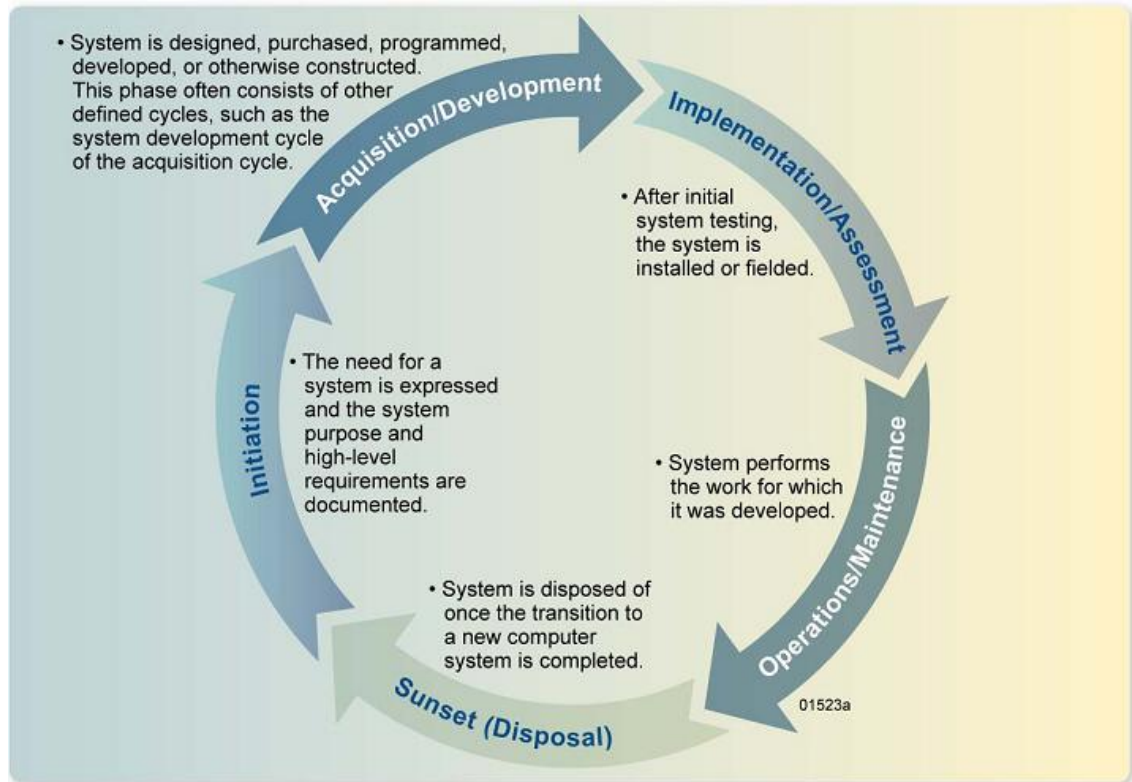 • System is designed, purchased, programmed,
developed, or otherwise constructed.
This phase often consists of other
defined cycles, such as the
system development cycle
of the acquisition cycle.
Acquisition/Development
Implementation/Assessment
• After initial
system testing,
the system is
installed or fielded.
Initiation
• The need for a
system is expressed
and the system
purpose and
high-level
requirements are
documented.
• System performs
the work for which
it was developed.
Operations/Maintenance
• System is disposed of
once the transition to
a new computer
system is completed.
Sunset (Disposal)
01523a